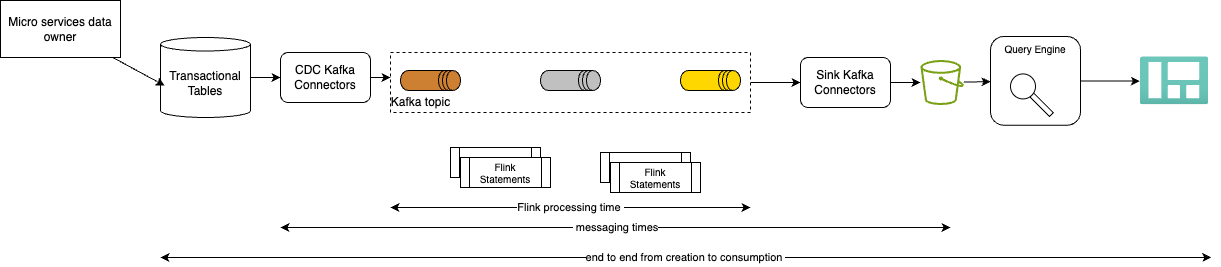 Micro services data
owner
Transactional
Tables
CDC Kafka
Connectors
Kafka topic
Sink Kafka
Connectors
Query Engine
Flink
Statements
Flink
Statements
Flink processing time
messaging times
end to end from creation to consumption